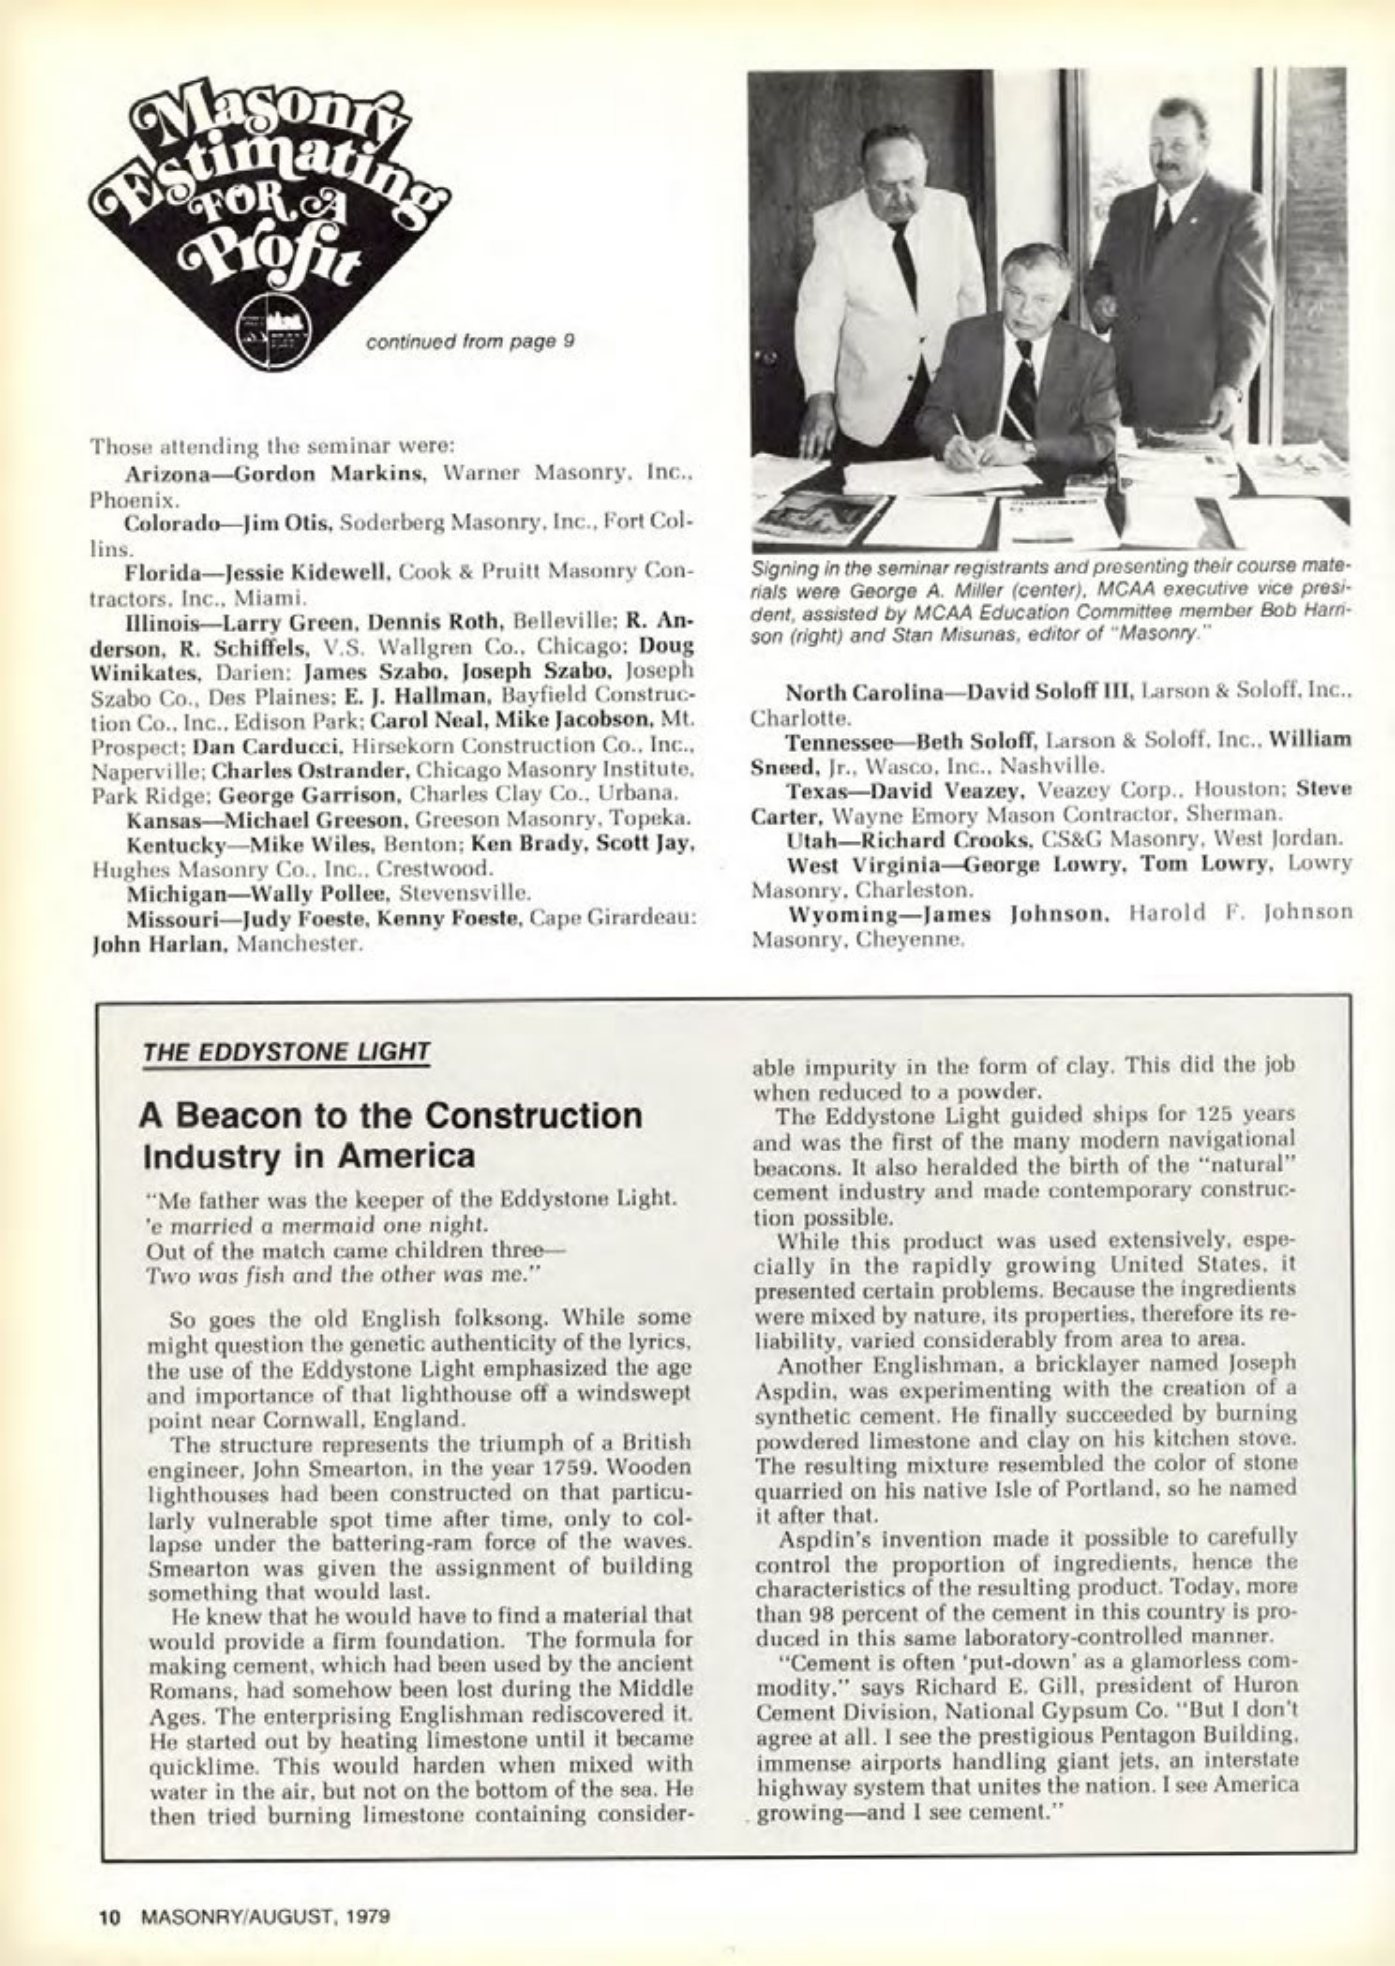 Masonry
Estimating
FOR A
Profit
continued from page 9
Those attending the seminar were:
Arizona—Gordon Markins, Warner Masonry, Inc.,
Phoenix.
Colorado—Jim Otis, Soderberg Masonry, Inc., Fort Col-
lins.
Florida—Jessie Kidewell, Cook & Pruitt Masonry Con-
tractors, Inc., Miami.
Illinois—Larry Green, Dennis Roth, Belleville; R. An-
derson, R. Schiffels, V.S. Wallgren Co., Chicago; Doug
Winikates, Darien; James Szabo, Joseph Szabo, Joseph
Szabo Co., Des Plaines; E. J. Hallman, Bayfield Construc-
tion Co., Inc., Edison Park; Carol Neal, Mike Jacobson, Mt.
Prospect; Dan Carducci, Hirsekorn Construction Co., Inc.,
Naperville; Charles Ostrander, Chicago Masonry Institute,
Park Ridge; George Garrison, Charles Clay Co., Urbana.
Kansas—Michael Greeson, Greeson Masonry, Topeka.
Kentucky—Mike Wiles, Benton; Ken Brady, Scott Jay,
Hughes Masonry Co., Inc., Crestwood.
Michigan—Wally Pollee, Stevensville.
Missouri—Judy Foeste, Kenny Foeste, Cape Girardeau;
John Harlan, Manchester.
Signing in the seminar registrants and presenting their course mate-
rials were George A. Miller (center), MCAA executive vice presi-
dent, assisted by MCAA Education Committee member Bob Harri-
son (right) and Stan Misunas, editor of "Masonry."
North Carolina—David Soloff III, Larson & Soloff, Inc.,
Charlotte.
Tennessee—Beth Soloff, Larson & Soloff, Inc., William
Sneed, Jr., Wasco, Inc., Nashville.
Texas—David Veazey, Veazey Corp., Houston; Steve
Carter, Wayne Emory Mason Contractor, Sherman.
Utah—Richard Crooks, CS&G Masonry, West Jordan.
West Virginia—George Lowry, Tom Lowry, Lowry
Masonry, Charleston.
Wyoming—James Johnson, Harold F. Johnson
Masonry, Cheyenne.
THE EDDYSTONE LIGHT
A Beacon to the Construction
Industry in America
"Me father was the keeper of the Eddystone Light.
'e married a mermaid one night.
Out of the match came children three—
Two was fish and the other was me."
So goes the old English folksong. While some
might question the genetic authenticity of the lyrics,
the use of the Eddystone Light emphasized the age
and importance of that lighthouse off a windswept
point near Cornwall, England.
The structure represents the triumph of a British
engineer, John Smearton, in the year 1759. Wooden
lighthouses had been constructed on that particu-
larly vulnerable spot time after time, only to col-
lapse under the battering-ram force of the waves.
Smearton was given the assignment of building
something that would last.
He knew that he would have to find a material that
would provide a firm foundation. The formula for
making cement, which had been used by the ancient
Romans, had somehow been lost during the Middle
Ages. The enterprising Englishman rediscovered it.
He started out by heating limestone until it became
quicklime. This would harden when mixed with
water in the air, but not on the bottom of the sea. He
then tried burning limestone containing consider-
able impurity in the form of clay. This did the job
when reduced to a powder.
The Eddystone Light guided ships for 125 years
and was the first of the many modern navigational
beacons. It also heralded the birth of the "natural"
cement industry and made contemporary construc-
tion possible.
While this product was used extensively, espe-
cially in the rapidly growing United States, it
presented certain problems. Because the ingredients
were mixed by nature, its properties, therefore its re-
liability, varied considerably from area to area.
Another Englishman, a bricklayer named Joseph
Aspdin, was experimenting with the creation of a
synthetic cement. He finally succeeded by burning
powdered limestone and clay on his kitchen stove.
The resulting mixture resembled the color of stone
quarried on his native Isle of Portland, so he named
it after that.
Aspdin's invention made it possible to carefully
control the proportion of ingredients, hence the
characteristics of the resulting product. Today, more
than 98 percent of the cement in this country is pro-
duced in this same laboratory-controlled manner.
"Cement is often 'put-down' as a glamorless com-
modity," says Richard E. Gill, president of Huron
Cement Division, National Gypsum Co. "But I don't
agree at all. I see the prestigious Pentagon Building,
immense airports handling giant jets, an interstate
highway system that unites the nation. I see America
growing—and I see cement."
10 MASONRY/AUGUST, 1979